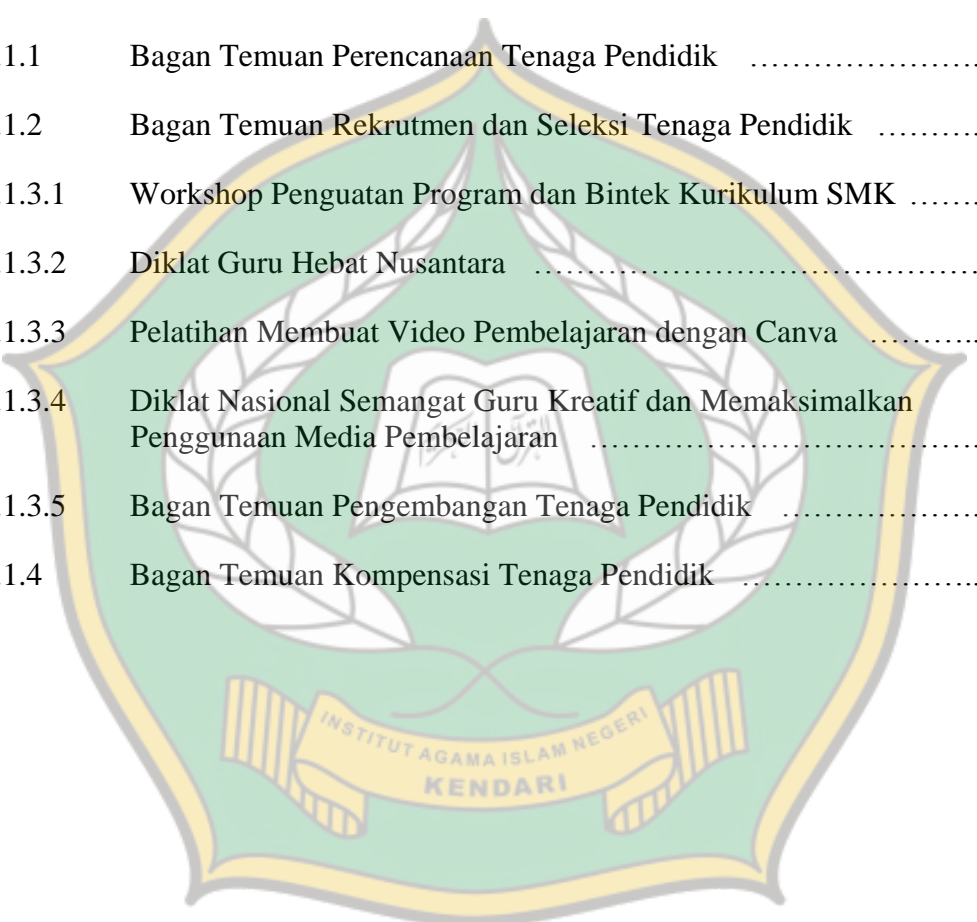 1.1 Bagan Temuan Perencanaan Tenaga Pendidik ………………….
1.2 Bagan Temuan Rekrutmen dan Seleksi Tenaga Pendidik ……….
1.3.1 Workshop Penguatan Program dan Bintek Kurikulum SMK …….
1.3.2 Diklat Guru Hebat Nusantara …………………………………….
1.3.3 Pelatihan Membuat Video Pembelajaran dengan Canva ………..
1.3.4 Diklat Nasional Semangat Guru Kreatif dan Memaksimalkan
Penggunaan Media Pembelajaran ……………………………….
1.3.5 Bagan Temuan Pengembangan Tenaga Pendidik ……………….
1.4 Bagan Temuan Kompensasi Tenaga Pendidik …………………..
INSTITUT AGAMA ISLAM NEGERI
KENDARI